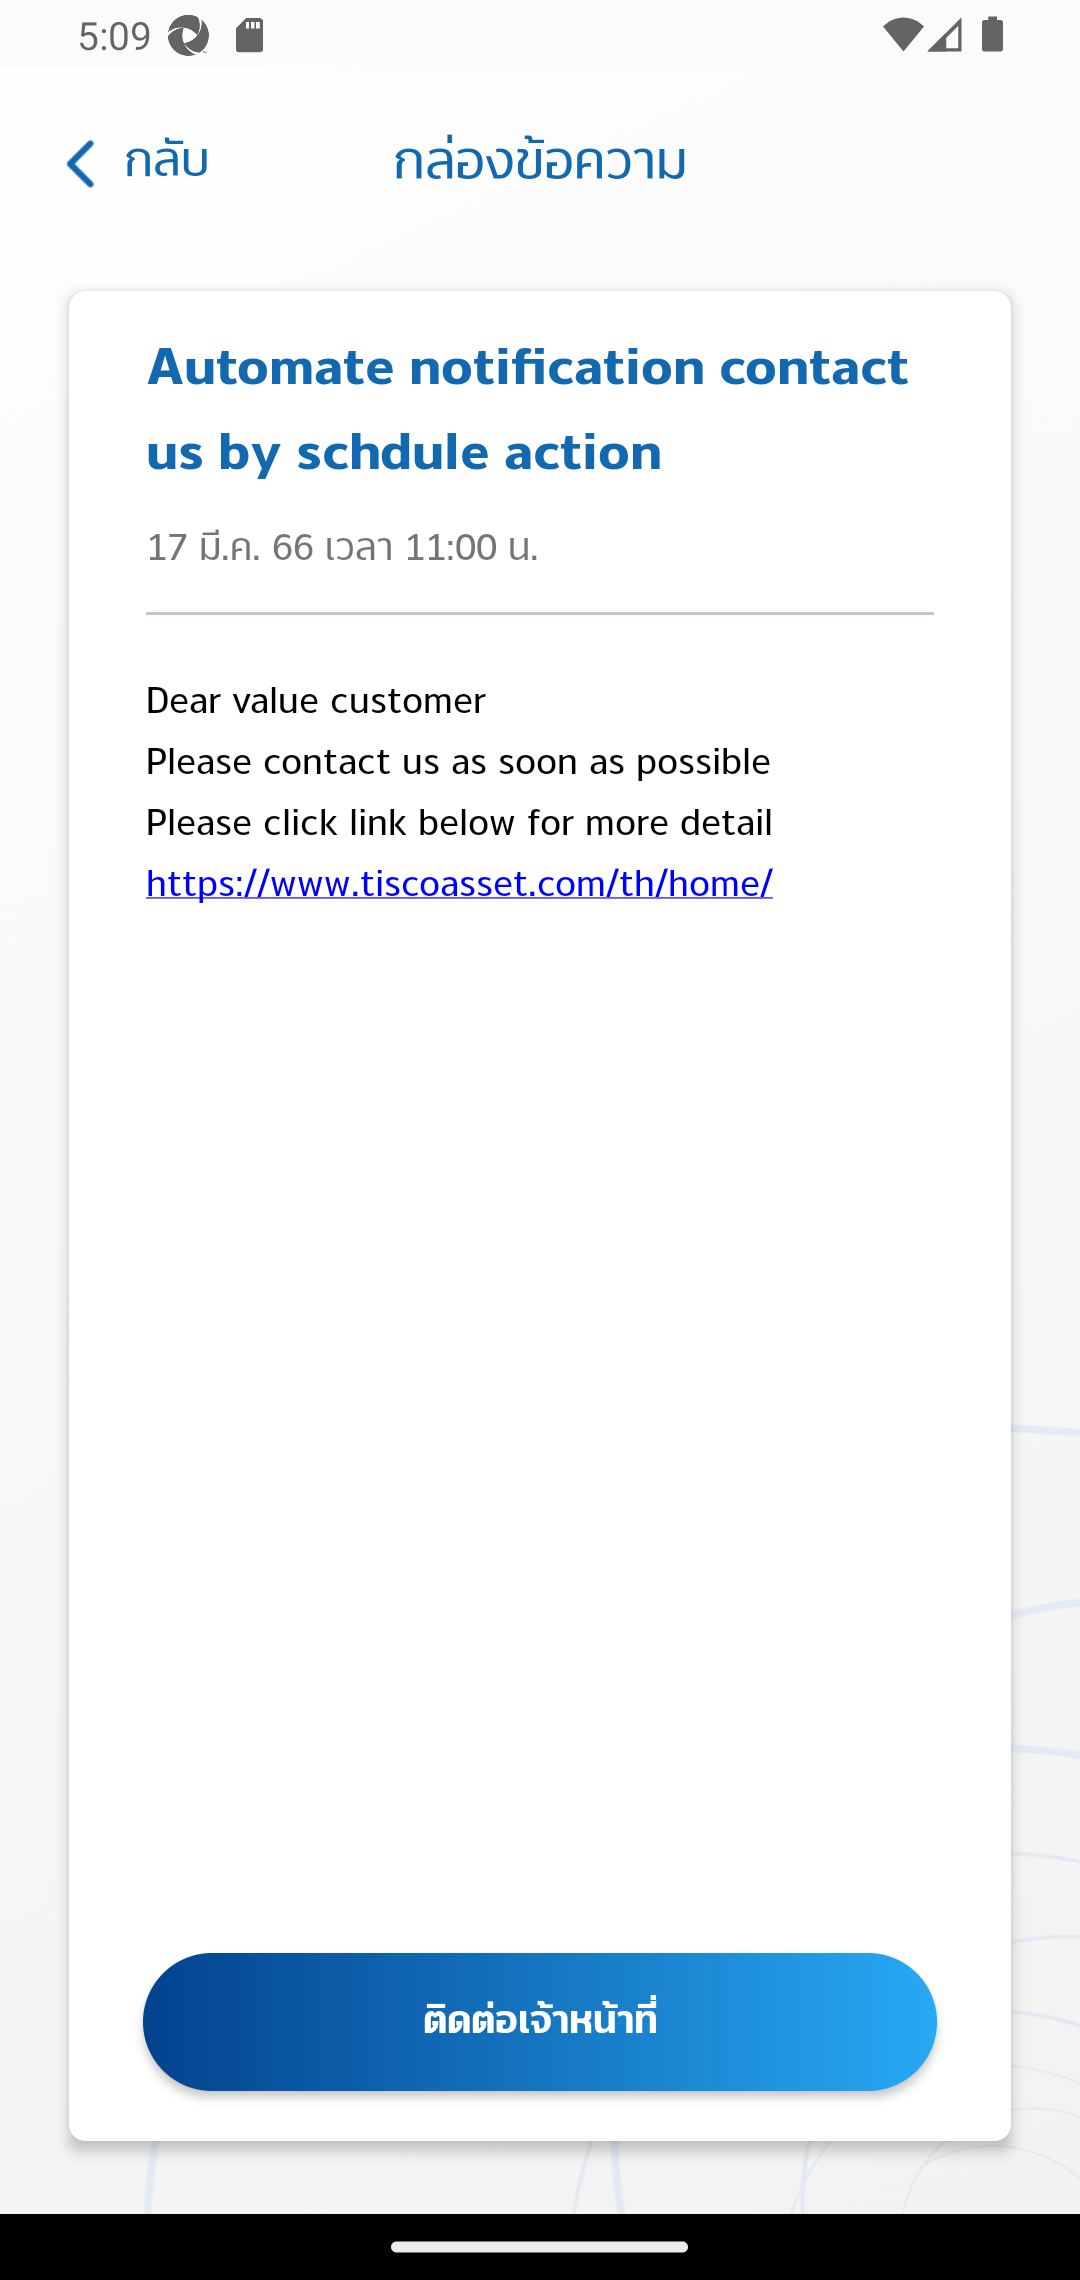 5:09
กลับ
กล่องข้อความ
Automate notification contact
us by schdule action
17 มี.ค. 66 เวลา 11:00 น.
Dear value customer
Please contact us as soon as possible
Please click link below for more detail
https://www.tiscoasset.com/th/home/
ติดต่อเจ้าหน้าที่